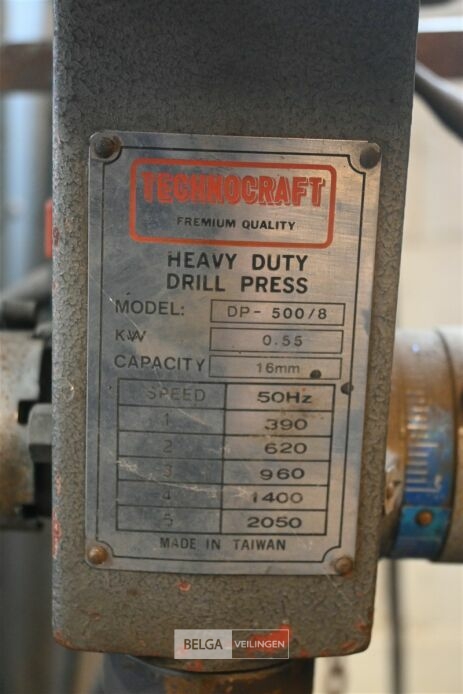 TECHNOCRAFT
FREMIUM QUALITY
HEAVY DUTY
DRILL PRESS
MODEL: DP- 500/8
KW 0.55
CAPACITY 16mm
SPEED 50Hz
1 390
2 620
3 960
4 1400
5 2050
MADE IN TAIWAN
BELGA VEILINGEN